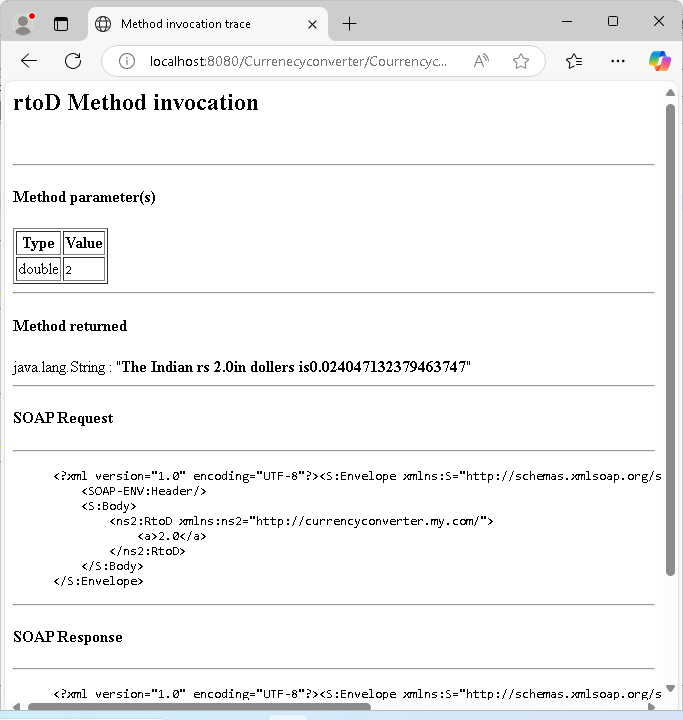 Method invocation trace
localhost:8080/Currenecyconverter/Courrencyc...
rtoD Method invocation
Method parameter(s)
Type Value
double 2
Method returned
java.lang.String : "The Indian rs 2.0in dollers is0.024047132379463747"
SOAP Request
<?xml version="1.0" encoding="UTF-8"?><S:Envelope xmlns:S="http://schemas.xmlsoap.org/s
<SOAP-ENV:Header/>
<S:Body>
<ns2:RtoD xmlns:ns2="http://currencyconverter.my.com/">
<a>2.0</a>
</ns2:RtoD>
</S:Body>
</S:Envelope>
SOAP Response
<?xml version="1.0" encoding="UTF-8"?><S:Envelope xmlns:S="http://schemas.xmlsoap.org/s